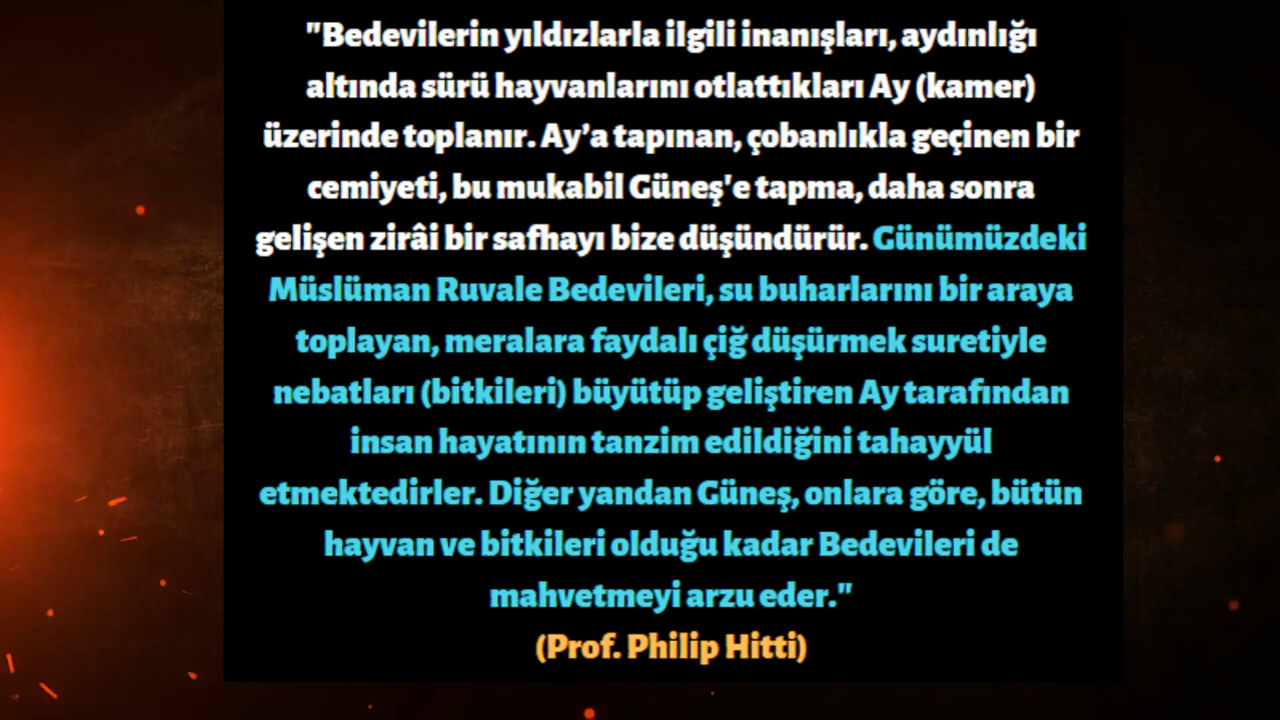 "Bedevilerin yıldızlarla ilgili inanışları, aydınlığı
altında sürü hayvanlarını otlattıkları Ay (kamer)
üzerinde toplanır. Ay’a tapınan, çobanlıkla geçinen bir
cemiyeti, bu mukabil Güneş'e tapma, daha sonra
gelişen zirâi bir safhayı bize düşündürür. Günümüzdeki
Müslüman Ruvale Bedevileri, su buharlarını bir araya
toplayan, meralara faydalı çiğ düşürmek suretiyle
nebatları (bitkileri) büyütüp geliştiren Ay tarafından
insan hayatının tanzim edildiğini tahayyül
etmektedirler. Diğer yandan Güneş, onlara göre, bütün
hayvan ve bitkileri olduğu kadar Bedevileri de
mahvetmeyi arzu eder."
(Prof. Philip Hitti)